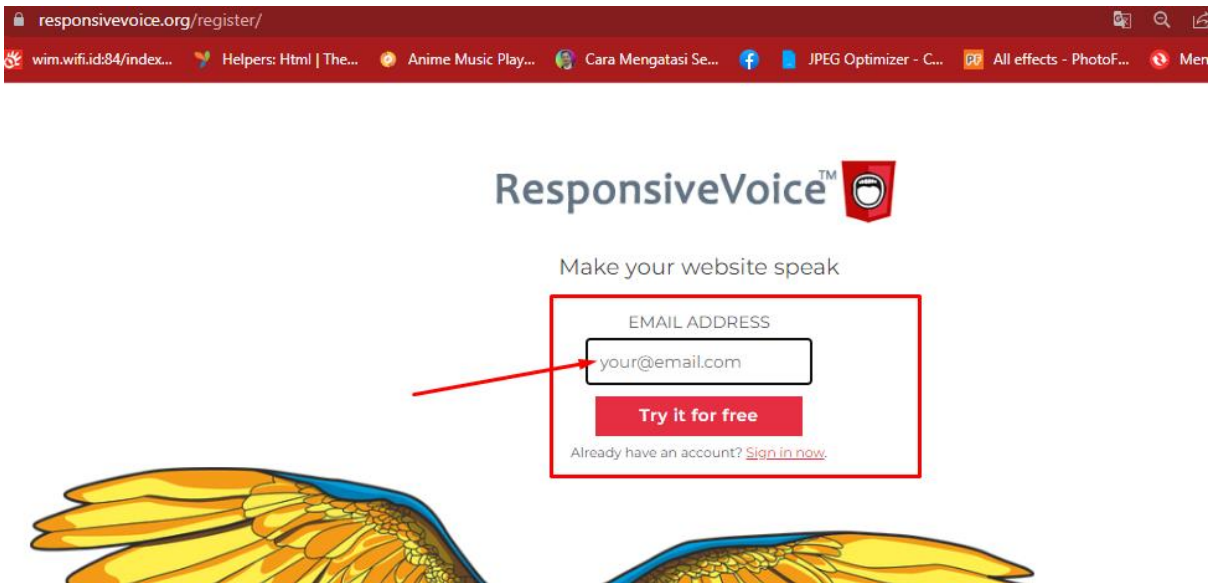 responsivevoice.org/register/
wim.wifi.id:84/index... Helpers: Html | The... Anime Music Play... Cara Mengatasi Se... JPEG Optimizer - C... PF All effects - PhotoF... Men
ResponsiveVoice™
Make your website speak
EMAIL ADDRESS
your@email.com
Try it for free
Already have an account? Sign in now.